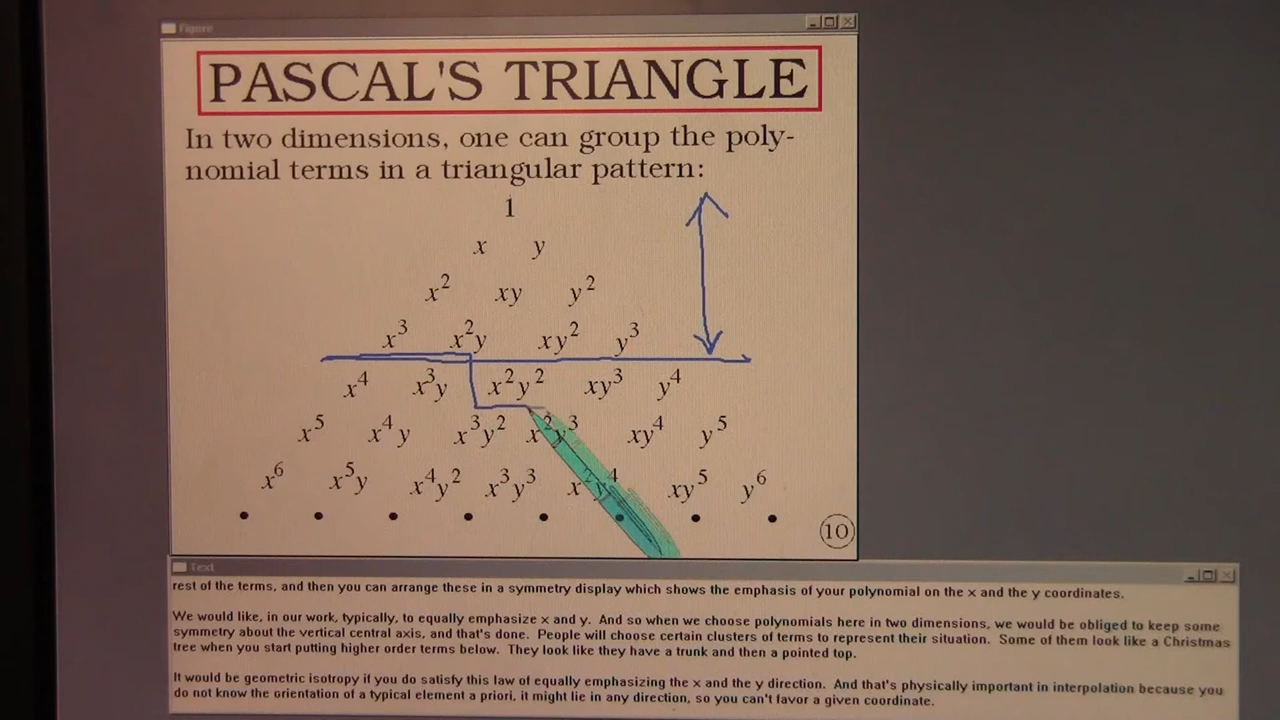 Figure
PASCAL'S TRIANGLE
In two dimensions, one can group the poly-
nomial terms in a triangular pattern:
1
x y
x² xy y²
x³ x²y xy² y³
x⁴ x³y x²y² xy³ y⁴
x⁵ x⁴y x³y² x²y³ xy⁴ y⁵
x⁶ x⁵y x⁴y² x³y³ x²y⁴ xy⁵ y⁶
10
Text
rest of the terms, and then you can arrange these in a symmetry display which shows the emphasis of your polynomial on the x and the y coordinates.
We would like, in our work, typically, to equally emphasize x and y. And so when we choose polynomials here in two dimensions, we would be obliged to keep some
symmetry about the vertical central axis, and that's done. People will choose certain clusters of terms to represent their situation. Some of them look like a Christmas
tree when you start putting higher order terms below. They look like they have a trunk and then a pointed top.
It would be geometric isotropy if you do satisfy this law of equally emphasizing the x and the y direction. And that's physically important in interpolation because you
do not know the orientation of a typical element a priori, it might lie in any direction, so you can't favor a given coordinate.